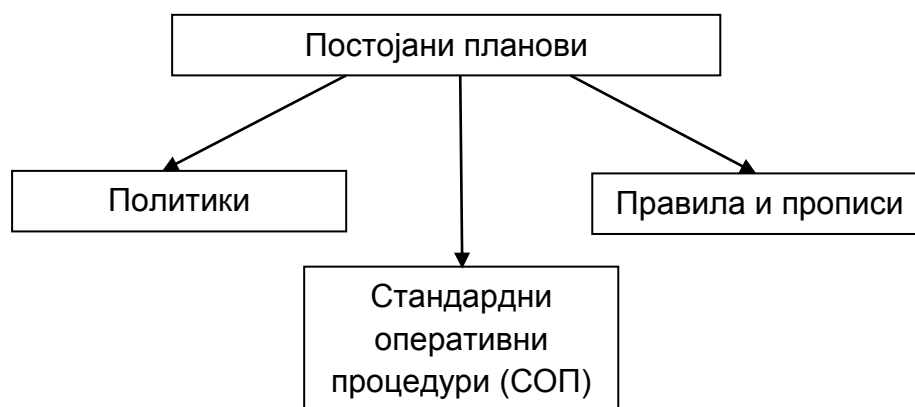 Постојани планови
Политики
Правила и прописи
Стандардни
оперативни
процедури (СОП)